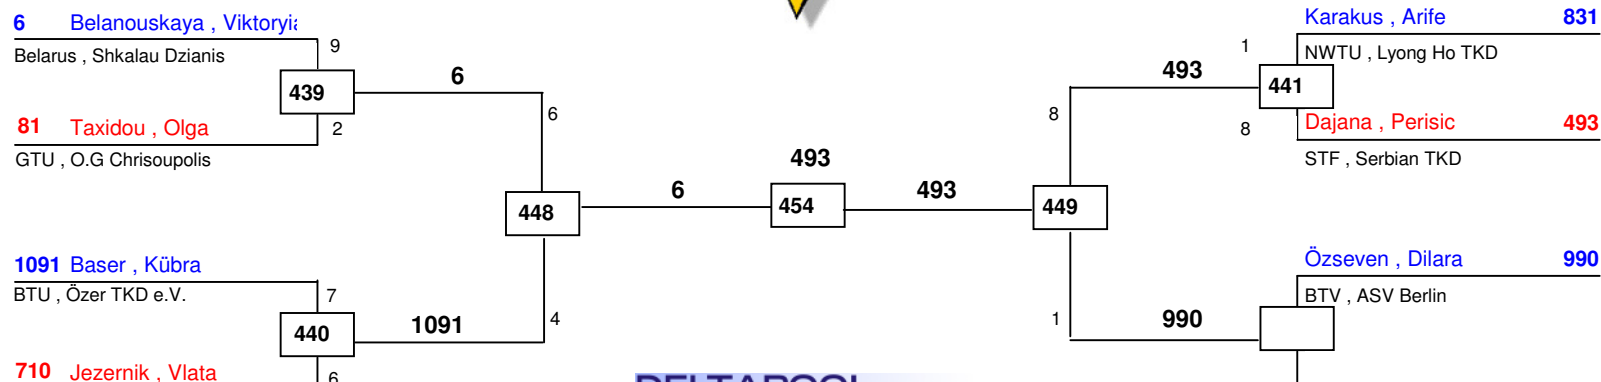 6 Belanouskaya , Viktoryia
Belarus , Shkalau Dzianis
9
439
6
81 Taxidou , Olga
2
GTU , O.G Chrisoupolis
6
448
6
1091 Baser , Kübra
BTU , Özer TKD e.V.
7
440
1091
4
710 Jezernik , Vlata
6
493
454
493
449
8
493
1
441
8
Karakus , Arife 831
NWTU , Lyong Ho TKD
Dajana , Perisic 493
STF , Serbian TKD
Özseven , Dilara 990
BTV , ASV Berlin
1
990